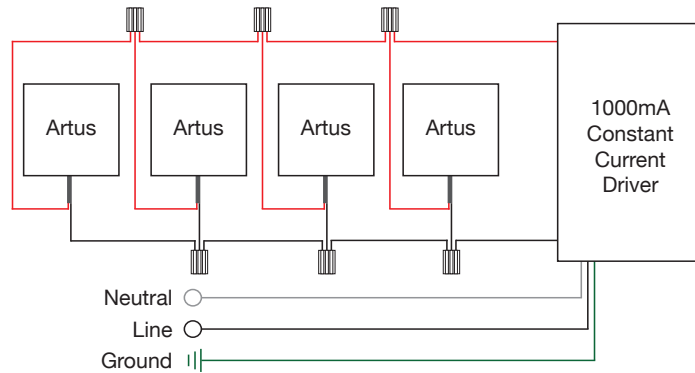 Artus
Artus
Artus
Artus
1000mA
Constant
Current
Driver
Neutral
Line
Ground